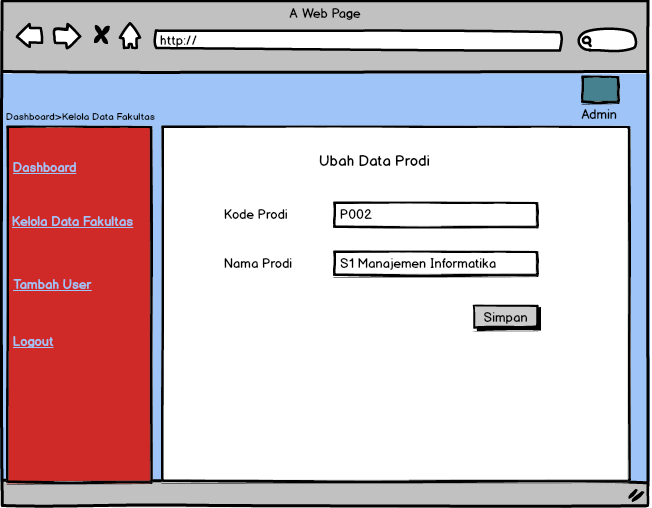 A Web Page
http://
Admin
Dashboard>Kelola Data Fakultas
Dashboard
Kelola Data Fakultas
Tambah User
Logout
Ubah Data Prodi
Kode Prodi P002
Nama Prodi S1 Manajemen Informatika
Simpan